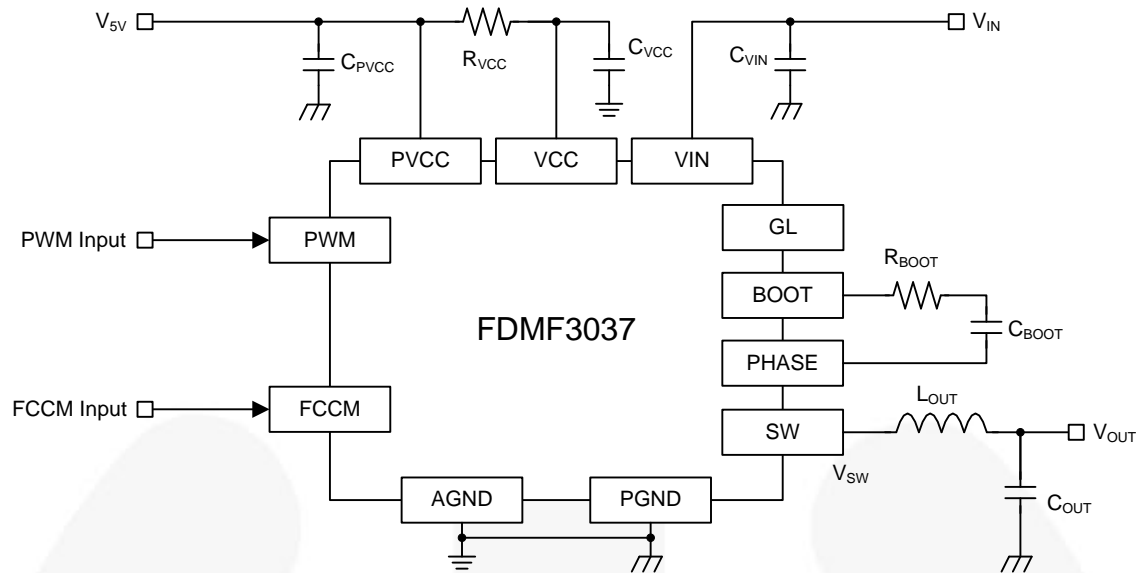 V5V
CPVCC
RVCC
CVCC
CVIN
VIN
PVCC
VCC
VIN
PWM Input
PWM
GL
BOOT
RBOOT
CBOOT
FDMF3037
PHASE
FCCM Input
FCCM
SW
LOUT
VOUT
VSW
COUT
AGND
PGND